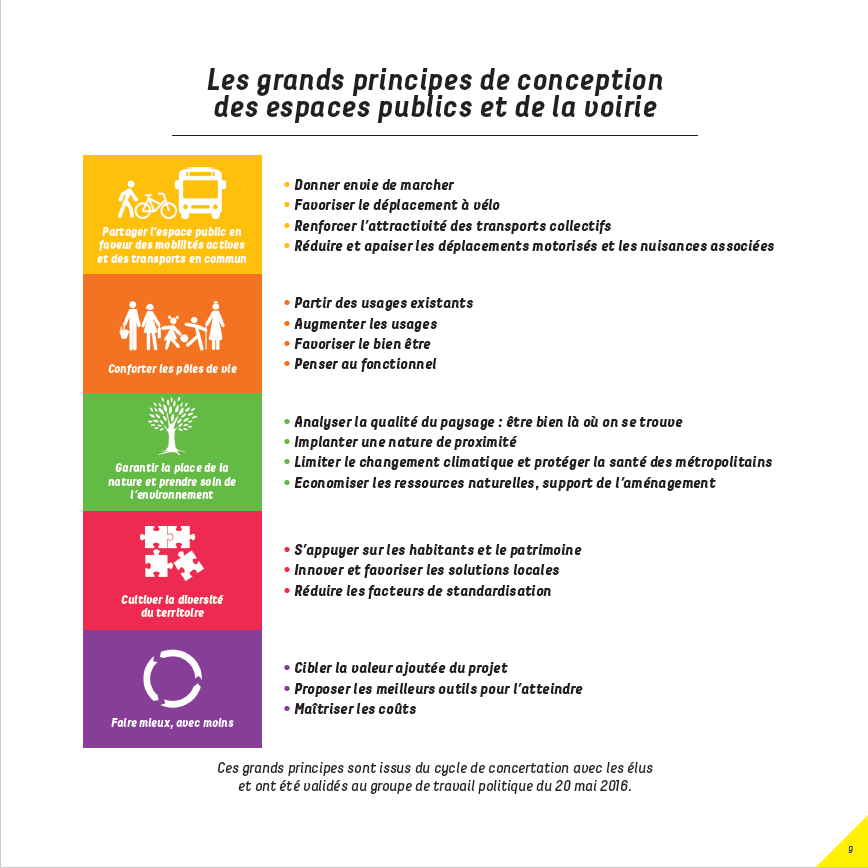 Les grands principes de conception
des espaces publics et de la voirie
Partager l'espace public en
faveur des mobilités actives
et des transports en commun
• Donner envie de marcher
• Favoriser le déplacement à vélo
• Renforcer l'attractivité des transports collectifs
• Réduire et apaiser les déplacements motorisés et les nuisances associées
Conforter les pôles de vie
• Partir des usages existants
• Augmenter les usages
• Favoriser le bien être
• Penser au fonctionnel
Garantir la place de la
nature et prendre soin de
l'environnement
• Analyser la qualité du paysage : être bien là où on se trouve
• Implanter une nature de proximité
• Limiter le changement climatique et protéger la santé des métropolitains
• Economiser les ressources naturelles, support de l'aménagement
Cultiver la diversité
du territoire
• S'appuyer sur les habitants et le patrimoine
• Innover et favoriser les solutions locales
• Réduire les facteurs de standardisation
Faire mieux, avec moins
• Cibler la valeur ajoutée du projet
• Proposer les meilleurs outils pour l'atteindre
• Maîtriser les coûts
Ces grands principes sont issus du cycle de concertation avec les élus
et ont été validés au groupe de travail politique du 20 mai 2016.
9